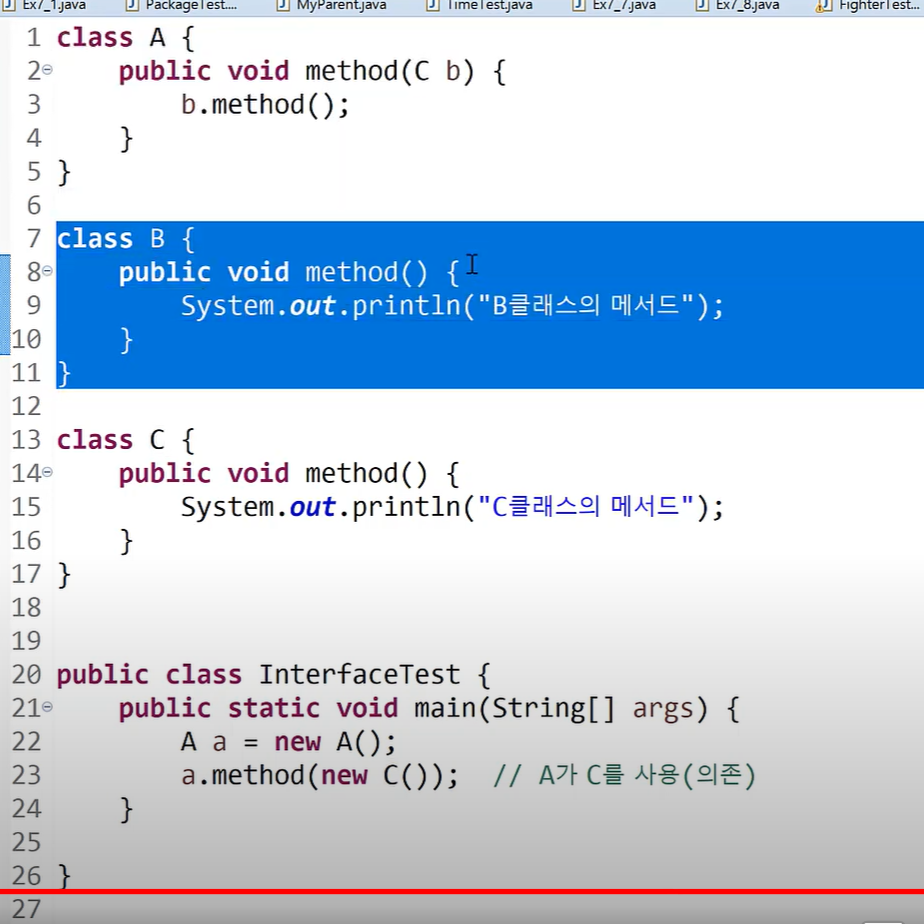 Ex7_1.java PackageTest.... MyParent.java TimeTest.java Ex7_7.java Ex7_8.java FighterTest...
1 class A {
2 public void method(C b) {
3 b.method();
4 }
5 }
6
7 class B {
8 public void method() {
9 System.out.println("B클래스의 메서드");
10 }
11 }
12
13 class C {
14 public void method() {
15 System.out.println("C클래스의 메서드");
16 }
17 }
18
19
20 public class InterfaceTest {
21 public static void main(String[] args) {
22 A a = new A();
23 a.method(new C()); // A가 C를 사용(의존)
24 }
25
26 }
27